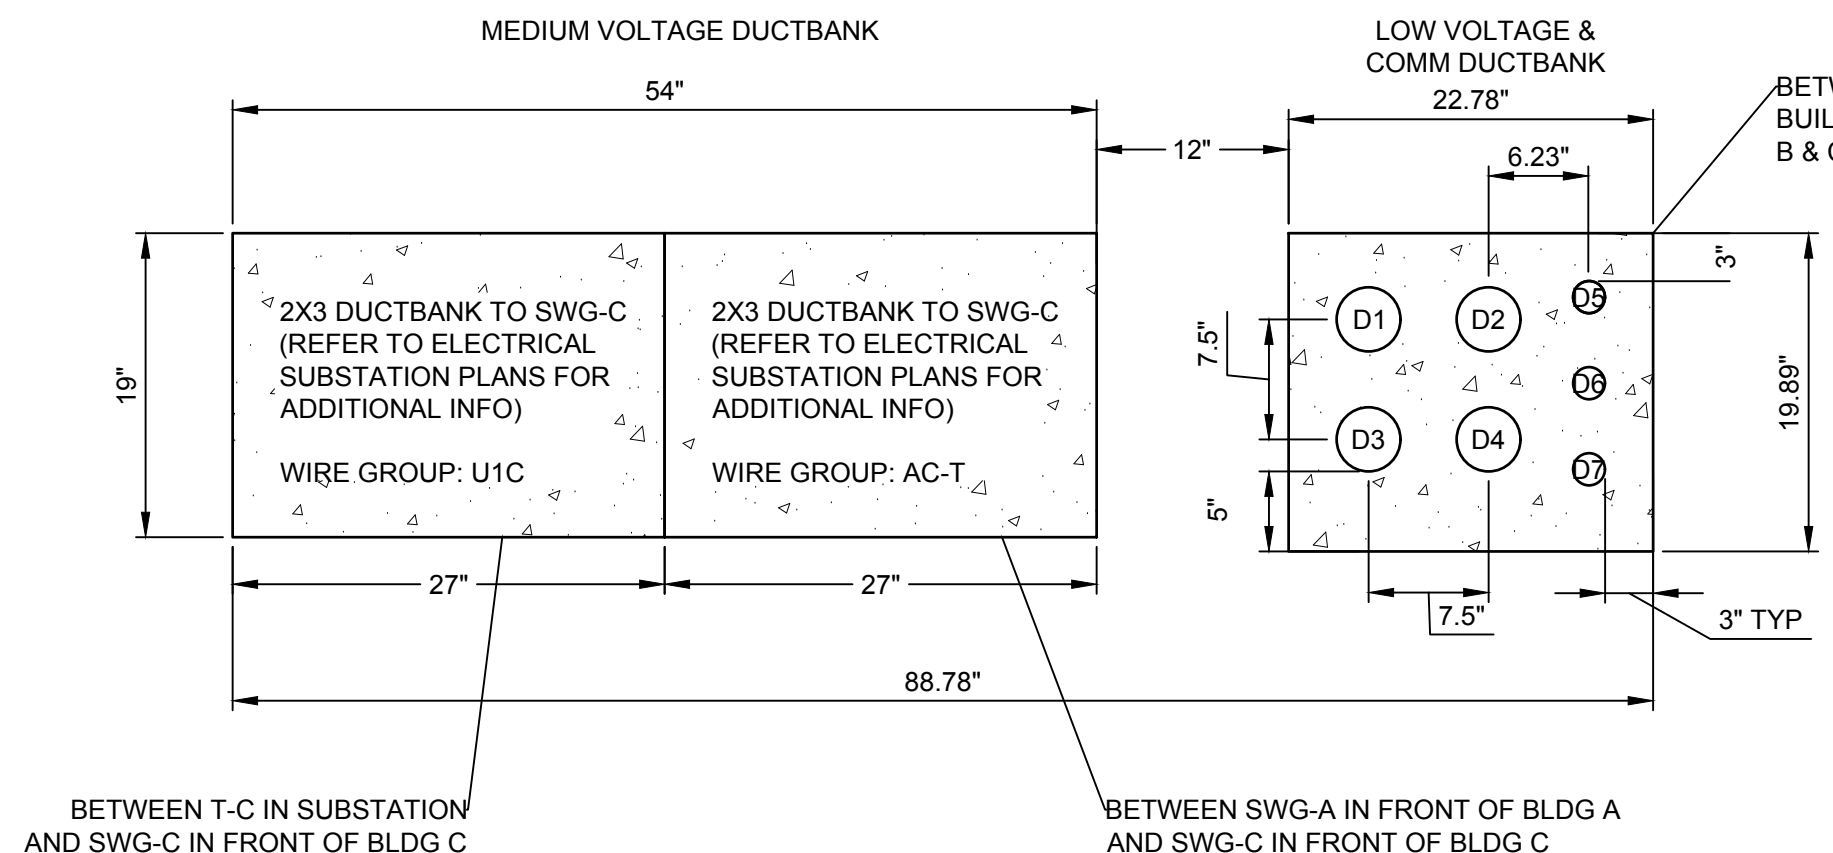 MEDIUM VOLTAGE DUCTBANK
LOW VOLTAGE &
COMM DUCTBANK
54"
22.78"
12"
6.23"
BUIL
B &
3"
19"
2X3 DUCTBANK TO SWG-C
(REFER TO ELECTRICAL
SUBSTATION PLANS FOR
ADDITIONAL INFO)
WIRE GROUP: U1C
2X3 DUCTBANK TO SWG-C
(REFER TO ELECTRICAL
SUBSTATION PLANS FOR
ADDITIONAL INFO)
WIRE GROUP: AC-T
7.5"
5"
D1
D2
D5
D6
D3
D4
D7
19.89"
27"
27"
7.5"
3" TYP
88.78"
BETWEEN T-C IN SUBSTATION
AND SWG-C IN FRONT OF BLDG C
BETWEEN SWG-A IN FRONT OF BLDG A
AND SWG-C IN FRONT OF BLDG C